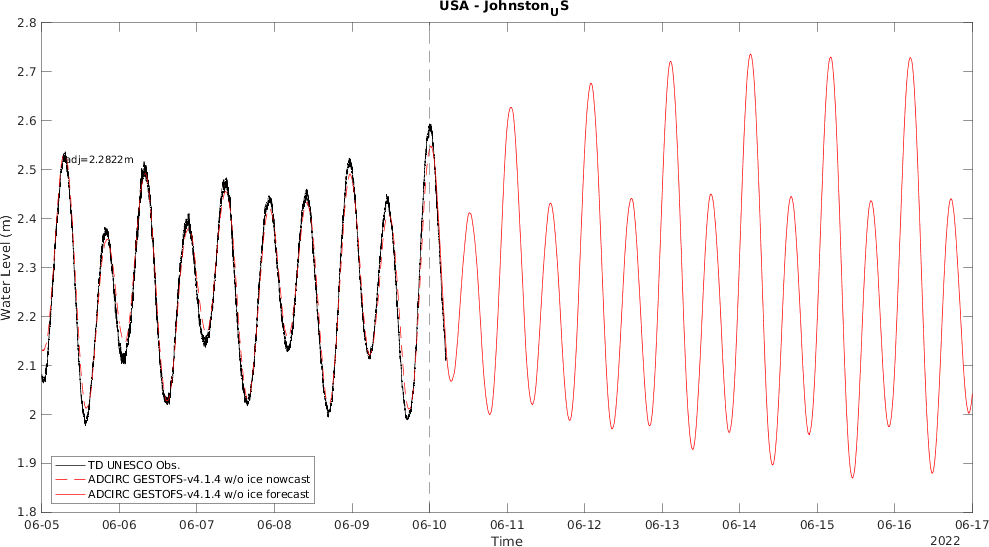 USA - JohnstonUS
2.8
2.7
2.6
2.5
2.4
2.3
2.2
2.1
2
1.9
1.8
Water Level (m)
adj=2.2822m
TD UNESCO Obs.
ADCIRC GESTOFS-v4.1.4 w/o ice nowcast
ADCIRC GESTOFS-v4.1.4 w/o ice forecast
06-05 06-06 06-07 06-08 06-09 06-10 06-11 06-12 06-13 06-14 06-15 06-16 06-17
Time
2022